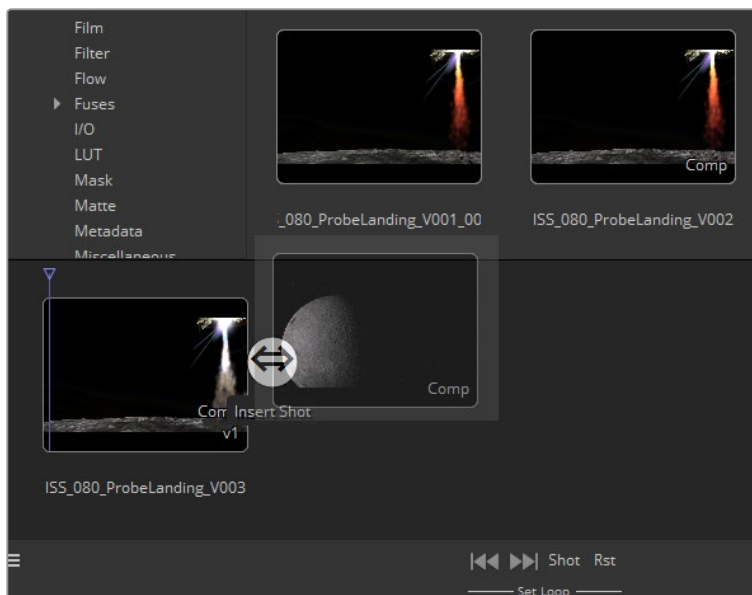 Film
Filter
Flow
Fuses
I/O
LUT
Mask
Matte
Metadata
Miscellaneous
Comp
_080_ProbeLanding_V001_00
ISS_080_ProbeLanding_V002
Comp
Com Insert Shot
v1
ISS_080_ProbeLanding_V003
Shot Rst
Set Loop